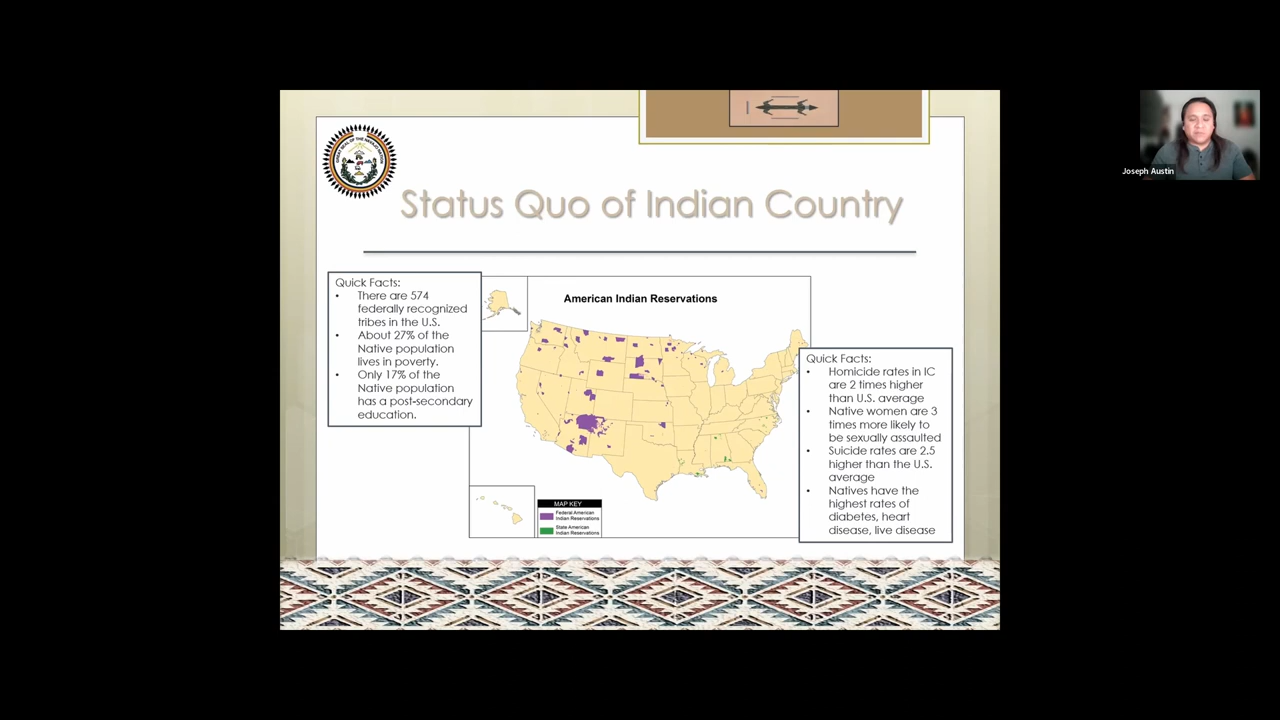 Status Quo of Indian Country
Quick Facts:
• There are 574
federally recognized
tribes in the U.S.
• About 27% of the
Native population
lives in poverty.
• Only 17% of the
Native population
has a post-secondary
education.
American Indian Reservations
MAP KEY
Federal American
Indian Reservations
State American
Indian Reservations
Quick Facts:
• Homicide rates in IC
are 2 times higher
than U.S. average
• Native women are 3
times more likely to
be sexually assaulted
• Suicide rates are 2.5
higher than the U.S.
average
• Natives have the
highest rates of
diabetes, heart
disease, live disease
Joseph Austin